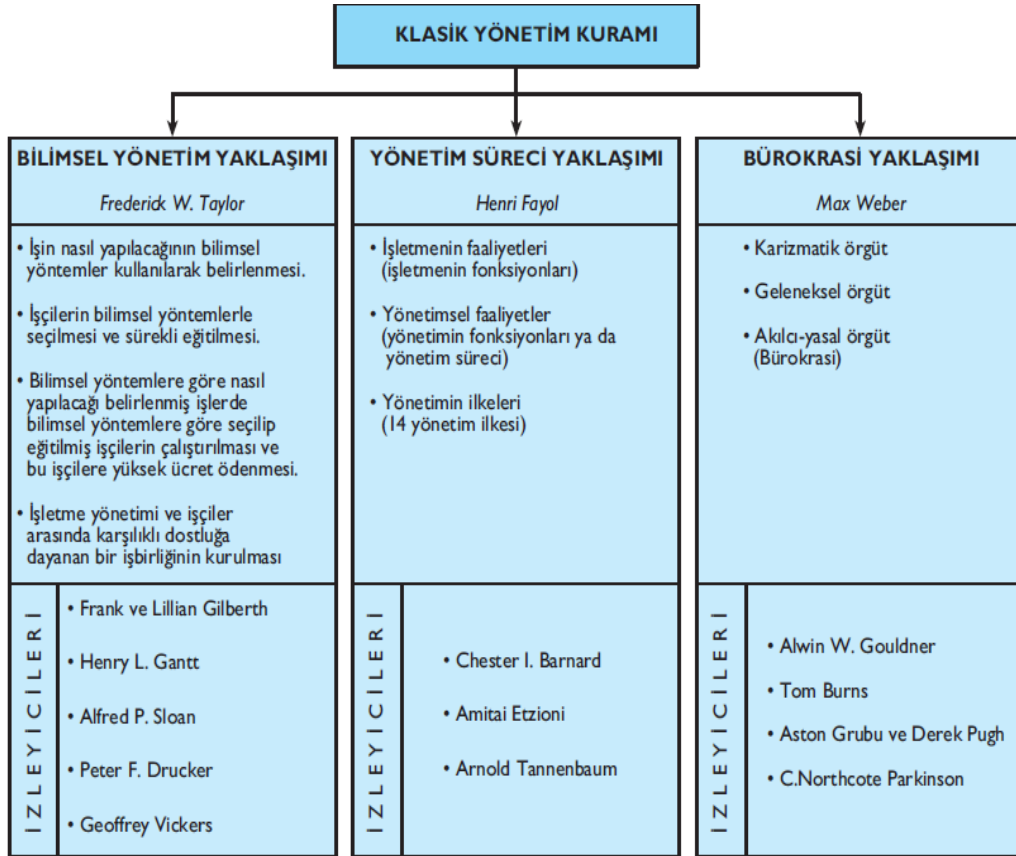 KLASİK YÖNETİM KURAMI
BİLİMSEL YÖNETİM YAKLAŞIMI
Frederick W. Taylor
• İşin nasıl yapılacağının bilimsel
yöntemler kullanılarak belirlenmesi.
• İşçilerin bilimsel yöntemlerle
seçilmesi ve sürekli eğitilmesi.
• Bilimsel yöntemlere göre nasıl
yapılacağı belirlenmiş işlerde
bilimsel yöntemlere göre seçilip
eğitilmiş işçilerin çalıştırılması ve
bu işçilere yüksek ücret ödenmesi.
• İşletme yönetimi ve işçiler
arasında karşılıklı dostluğa
dayanan bir işbirliğinin kurulması
İZLEYİCİLERİ
• Frank ve Lillian Gilberth
• Henry L. Gantt
• Alfred P. Sloan
• Peter F. Drucker
• Geoffrey Vickers
YÖNETİM SÜRECİ YAKLAŞIMI
Henri Fayol
• İşletmenin faaliyetleri
(işletmenin fonksiyonları)
• Yönetimsel faaliyetler
(yönetimin fonksiyonları ya da
yönetim süreci)
• Yönetimin ilkeleri
(14 yönetim ilkesi)
İZLEYİCİLERİ
• Chester I. Barnard
• Amitai Etzioni
• Arnold Tannenbaum
BÜROKRASİ YAKLAŞIMI
Max Weber
• Karizmatik örgüt
• Geleneksel örgüt
• Akılcı-yasal örgüt
(Bürokrasi)
İZLEYİCİLERİ
• Alwin W. Gouldner
• Tom Burns
• Aston Grubu ve Derek Pugh
• C.Northcote Parkinson